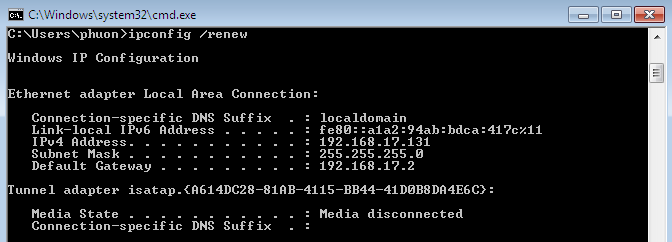 C:\Windows\system32\cmd.exe
C:\Users\phuon>ipconfig /renew
Windows IP Configuration
Ethernet adapter Local Area Connection:
Connection-specific DNS Suffix  . : localdomain
Link-local IPv6 Address . . . . . : fe80::a1a2:94ab:bdca:417c%11
IPv4 Address. . . . . . . . . . . : 192.168.17.131
Subnet Mask . . . . . . . . . . . : 255.255.255.0
Default Gateway . . . . . . . . . : 192.168.17.2
Tunnel adapter isatap.{A614DC28-81AB-4115-BB44-41D0B8DA4E6C}:
Media State . . . . . . . . . . . : Media disconnected
Connection-specific DNS Suffix  . :